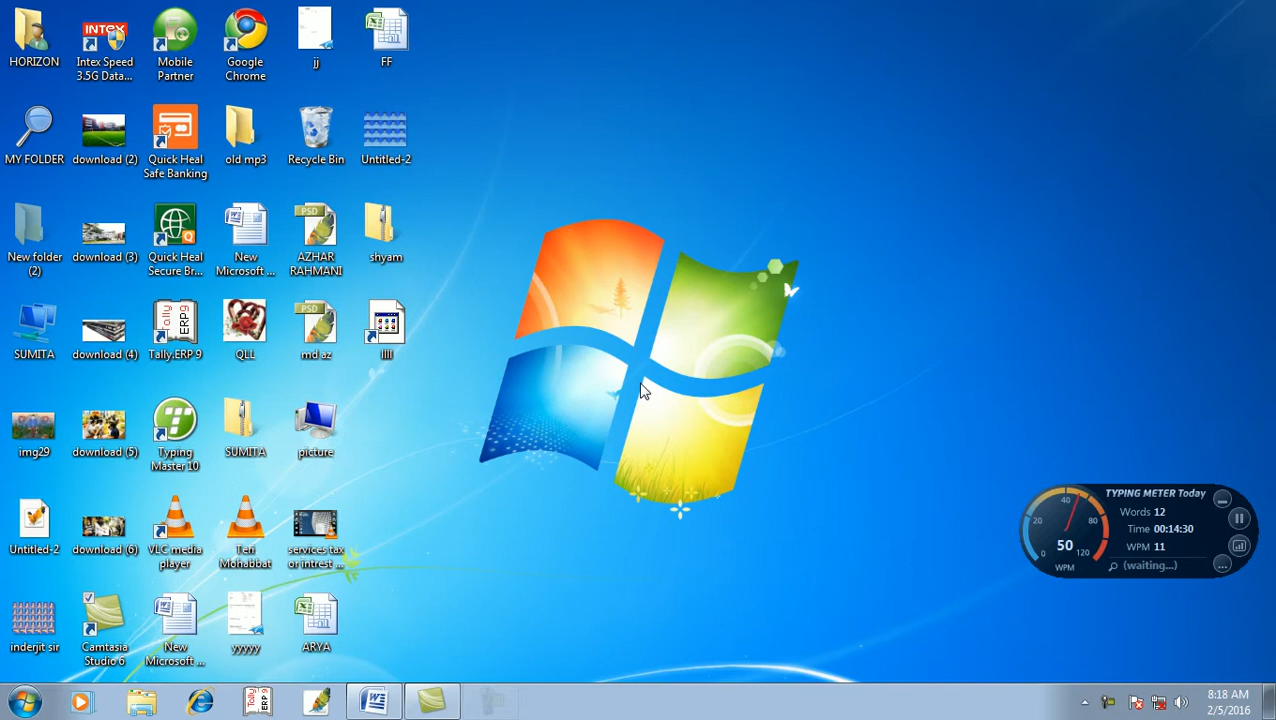 HORIZON
INTEX
Intex Speed
3.5G Data...
Mobile
Partner
Google
Chrome
jj
FF
MY FOLDER
download (2)
Quick Heal
Safe Banking
old mp3
Recycle Bin
Untitled-2
New folder
(2)
download (3)
Quick Heal
Secure Br...
New
Microsoft ...
PSD
AZHAR
RAHMANI
shyam
SUMITA
download (4)
Tally
ERP 9
Tally.ERP 9
QLL
PSD
md az
llll
img29
download (5)
Typing
Master 10
SUMITA
picture
Untitled-2
download (6)
VLC media
player
Teri
Mohabbat
services tax
or intrest ...
inderjit sir
Camtasia
Studio 6
New
Microsoft ...
yyyyy
ARYA
TYPING METER Today
Words 12
Time 00:14:30
WPM 11
(waiting...)
0
20
40
80
120
50
WPM
Tally
ERP 9
8:18 AM
2/5/2016